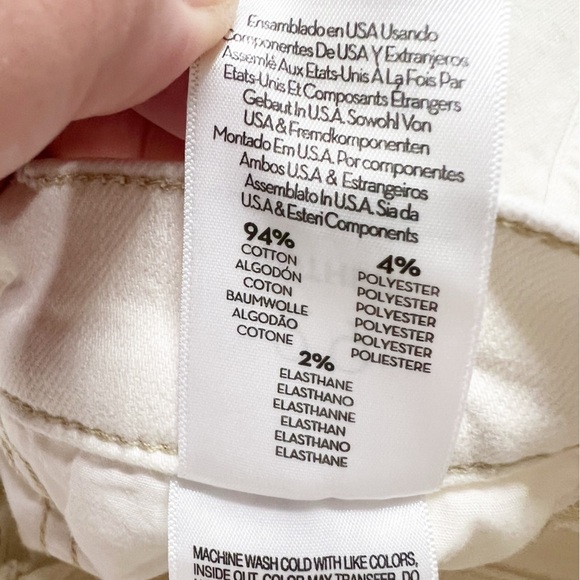 Ensamblado en USA Usando
Componentes De USA Y Extranjeros
Assemlé Aux Etats-Unis À La Fois Par
Etats-Unis Et Composants Étrangers
Gebaut In U.S.A. Sowohl Von
USA & Fremdkomponenten
Montado Em U.S.A. Por componentes
Ambos U.S.A & Estrangeiros
Assemblato In U.S.A. Sia da
U.S.A & Esteri Components
94%
COTTON
ALGODÓN
COTON
BAUMWOLLE
ALGODÃO
COTONE
4%
POLYESTER
POLYESTER
POLYESTER
POLYESTER
POLYESTER
POLIESTERE
2%
ELASTHANE
ELASTHANO
ELASTHANNE
ELASTHAN
ELASTHANO
ELASTHANE
MACHINE WASH COLD WITH LIKE COLORS,
INSIDE OUT. COLOR MAY TRANSFER. DO